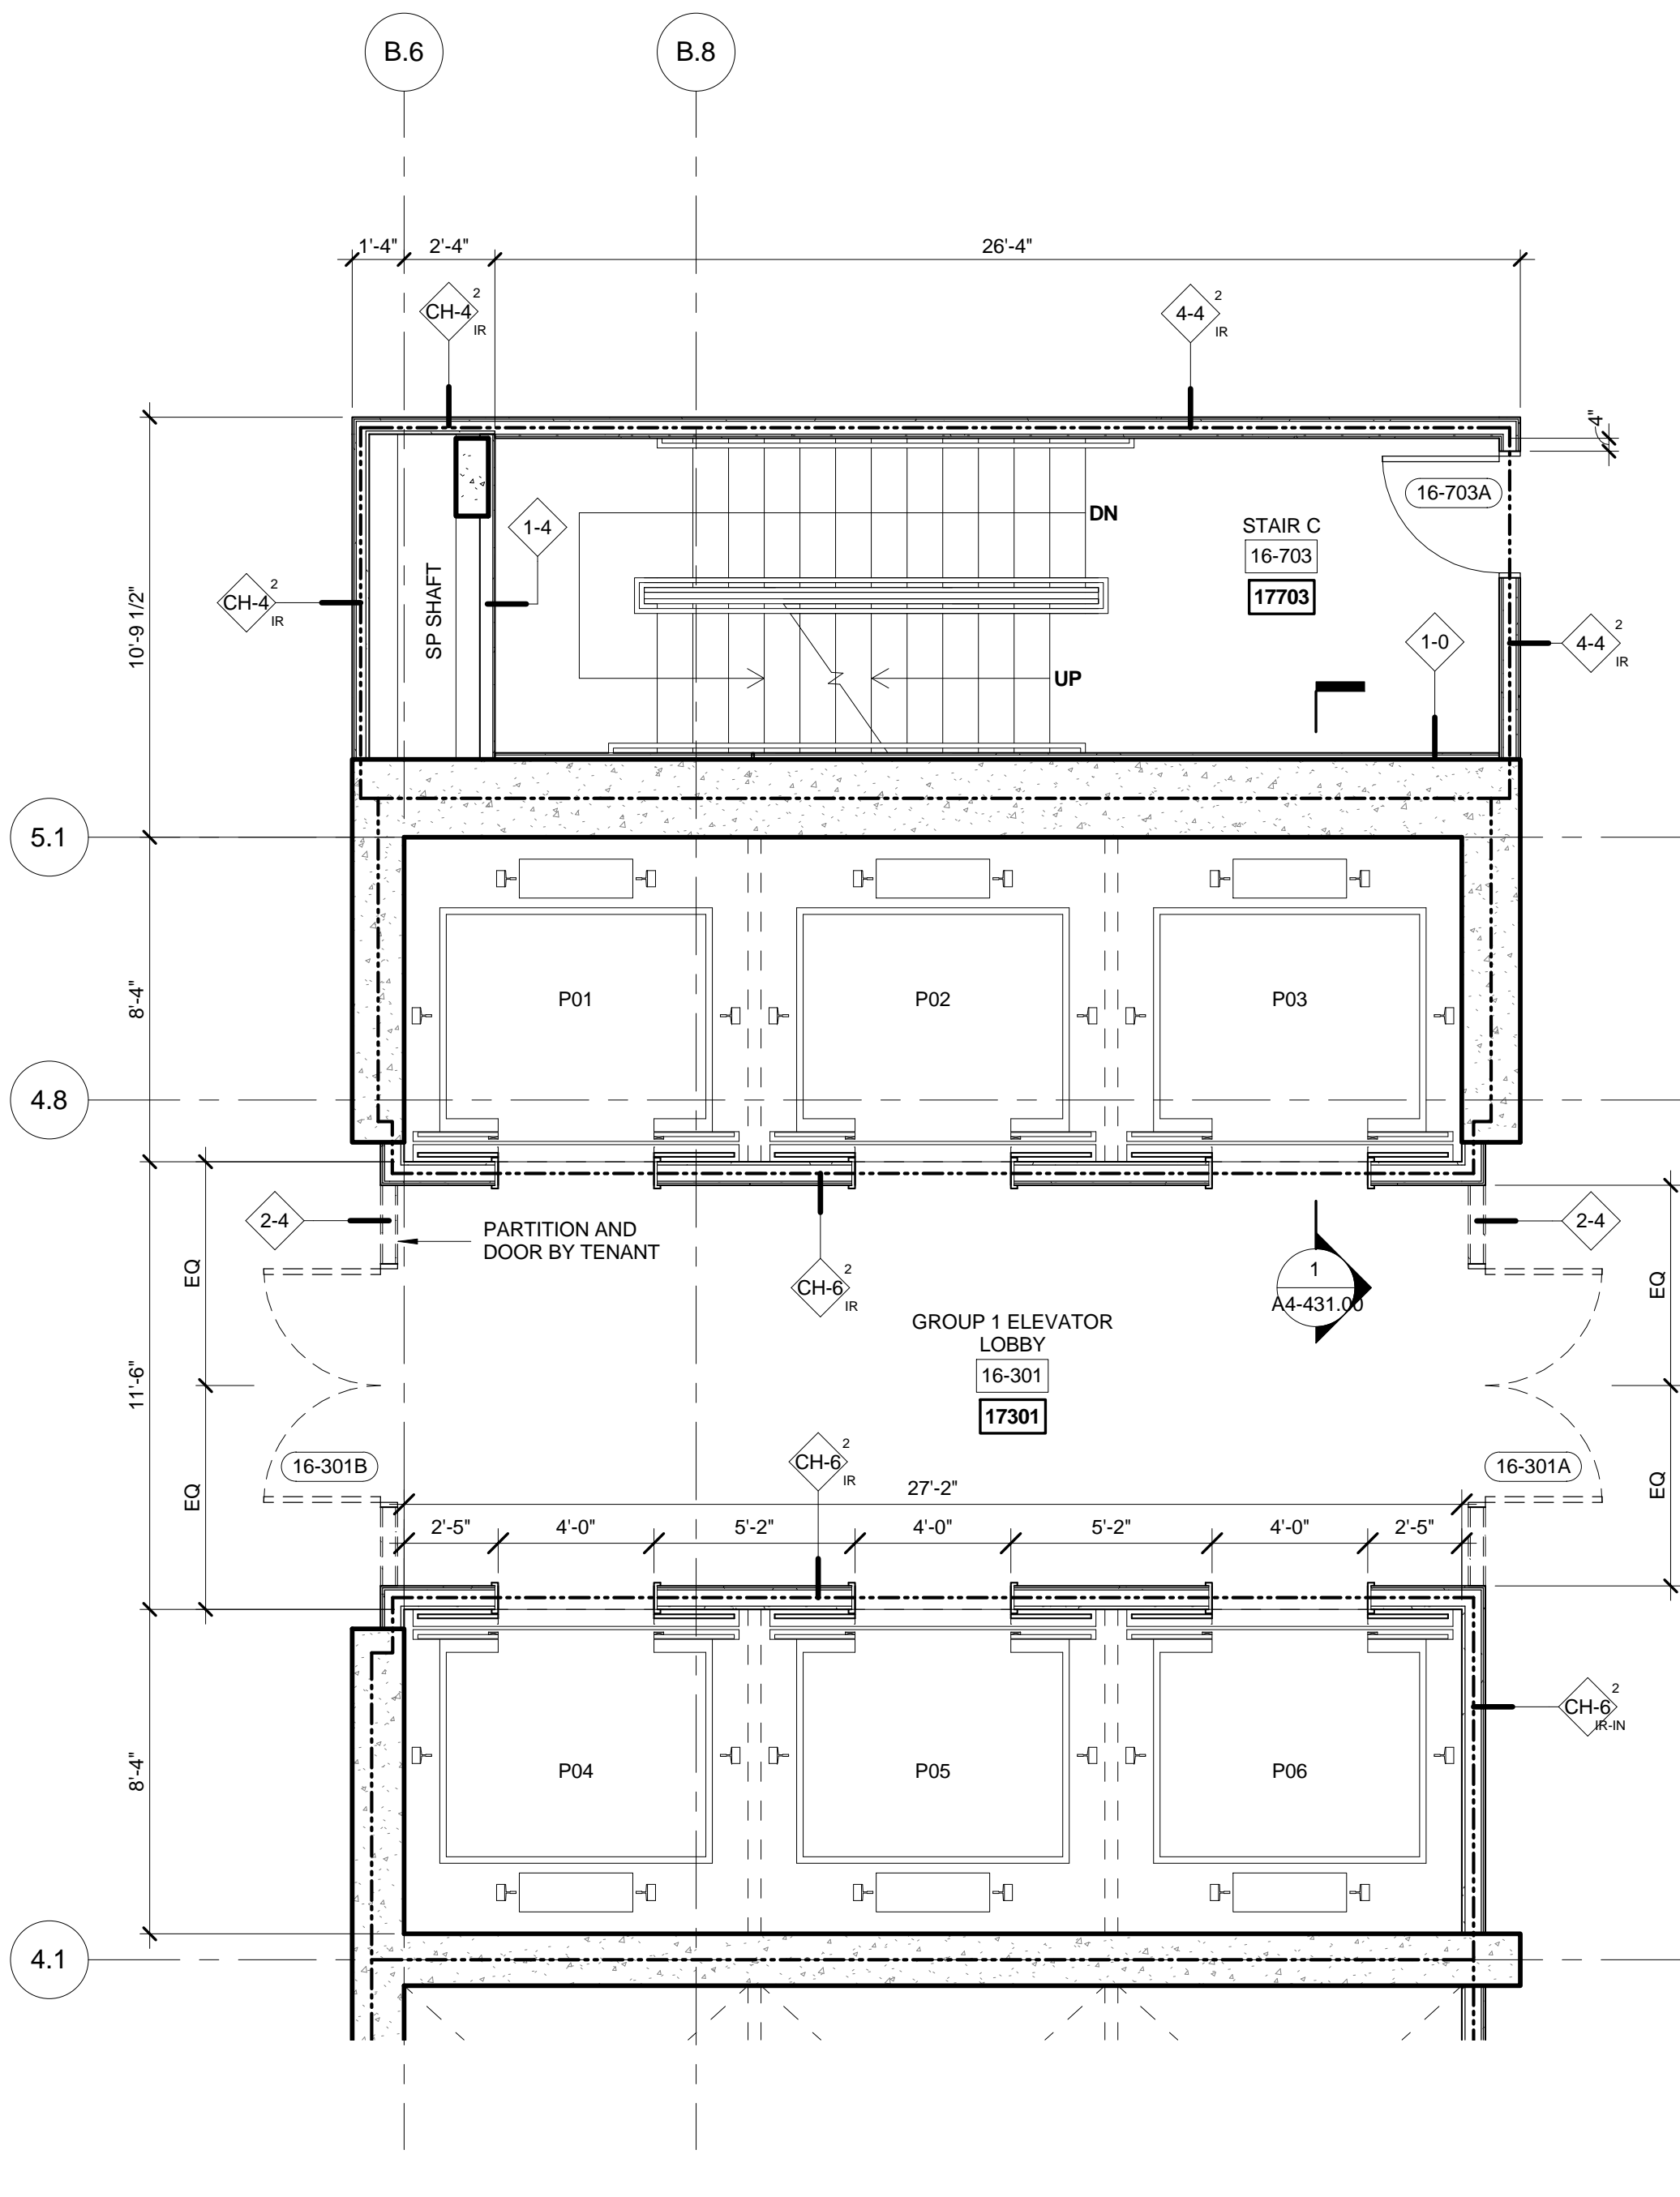 B.6
B.8
1'-4"
2'-4"
26'-4"
CH-4
2
IR
4-4
2
IR
4"
10'-9 1/2"
CH-4
2
IR
SP SHAFT
1-4
DN
UP
STAIR C
16-703
17703
16-703A
1-0
4-4
2
IR
5.1
8'-4"
P01
P02
P03
4.8
2-4
PARTITION AND
DOOR BY TENANT
CH-6
2
IR
1
A4-431.00
2-4
EQ
EQ
11'-6"
GROUP 1 ELEVATOR
LOBBY
16-301
17301
16-301B
16-301A
EQ
EQ
CH-6
2
IR
27'-2"
2'-5"
4'-0"
5'-2"
4'-0"
5'-2"
4'-0"
2'-5"
CH-6
2
IR-IN
8'-4"
P04
P05
P06
4.1